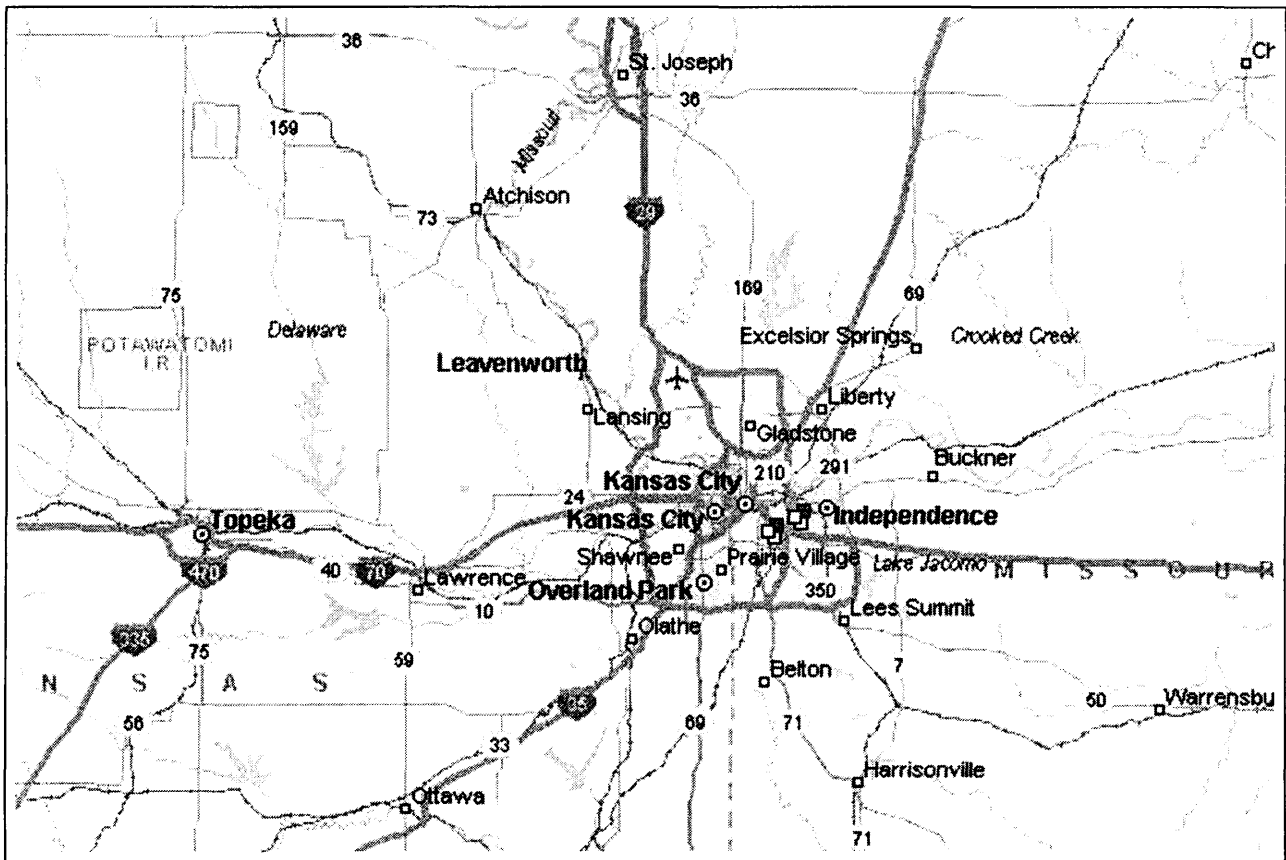 36
St. Joseph
Ch
36
159
Missouri
Atchison
73
29
75
169
69
Delaware
Excelsior Springs
Crooked Creek
POTAWATOMI
I.R.
Leavenworth
Lansing
Liberty
Gladstone
210
291
Buckner
Kansas City
24
Kansas City
Independence
Topeka
Shawnee
Prairie Village
Lake Jacomo
M I S S O U R
470
40
70
Lawrence
Overland Park
350
10
Lees Summit
335
Olathe
75
59
7
N S A S
Belton
35
50
Warrensbu
56
33
69
71
Harrisonville
Ottawa
71